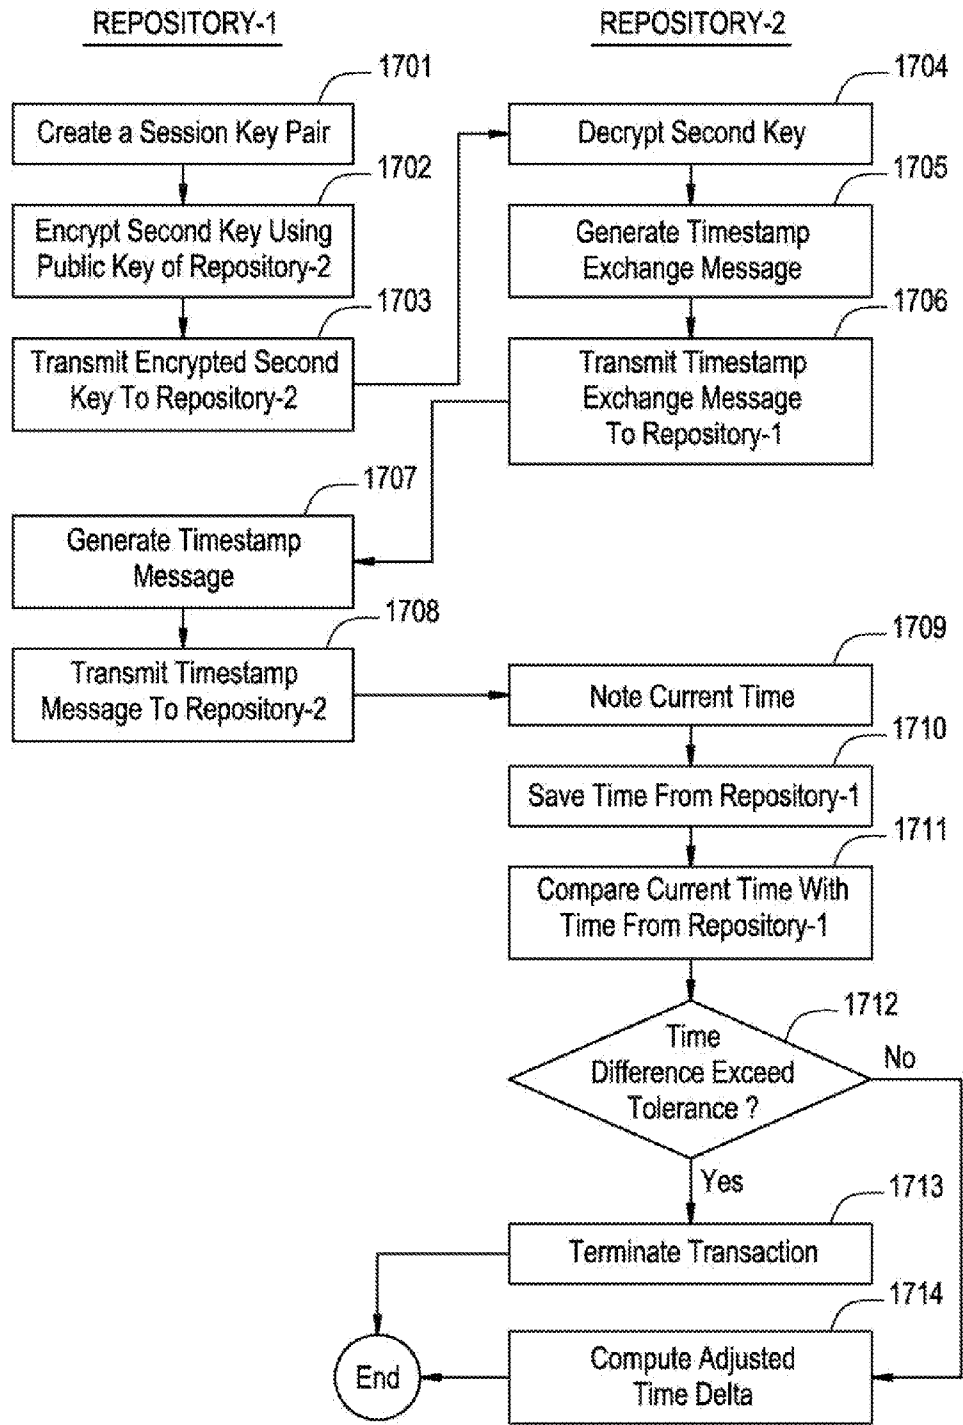 REPOSITORY-1
REPOSITORY-2
1701
Create a Session Key Pair
1702
Encrypt Second Key Using
Public Key of Repository-2
1703
Transmit Encrypted Second
Key To Repository-2
1704
Decrypt Second Key
1705
Generate Timestamp
Exchange Message
1706
Transmit Timestamp
Exchange Message
To Repository-1
1707
Generate Timestamp
Message
1708
Transmit Timestamp
Message To Repository-2
1709
Note Current Time
1710
Save Time From Repository-1
1711
Compare Current Time With
Time From Repository-1
1712
Time
Difference Exceed
Tolerance ?
No
Yes
1713
Terminate Transaction
1714
Compute Adjusted
Time Delta
End